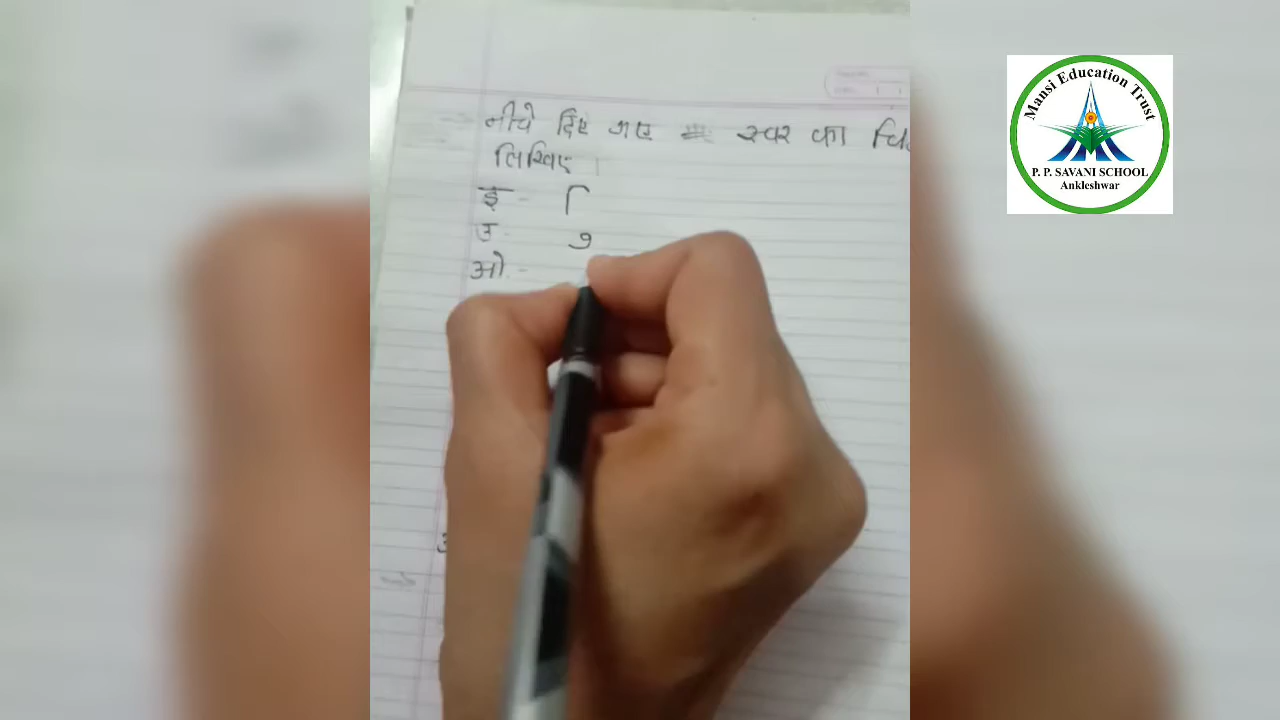 नीचे दिए गए स्वर का
लिखिए ।
इ - ि
उ - ु
ओ -
Mansi Education Trust
P. P. SAVANI SCHOOL
Ankleshwar